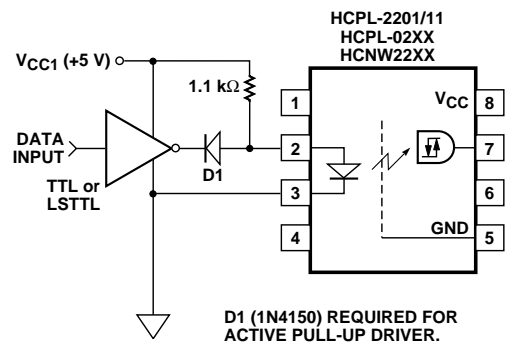 HCPL-2201/11
HCPL-02XX
HCNW22XX
VCC1 (+5 V)
1.1 kΩ
DATA
INPUT
TTL or
LSTTL
D1
1
2
3
4
VCC
8
7
6
GND
5
D1 (1N4150) REQUIRED FOR
ACTIVE PULL-UP DRIVER.